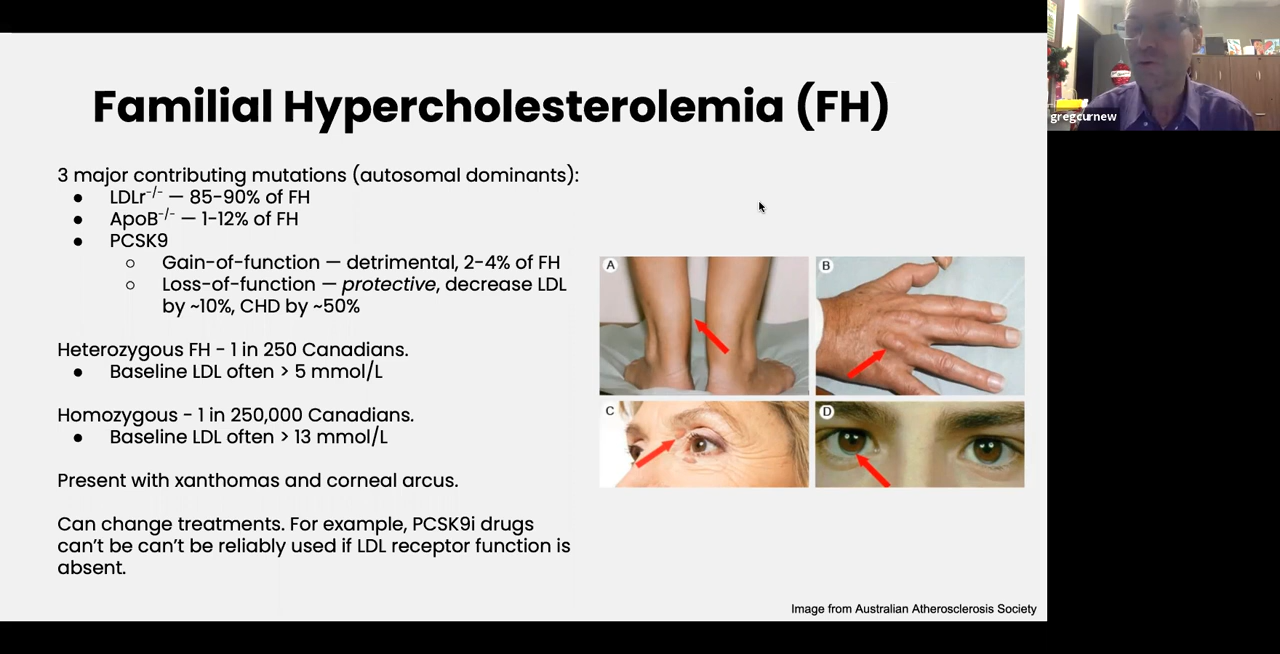 Familial Hypercholesterolemia (FH)
3 major contributing mutations (autosomal dominants):
● LDLr⁻/⁻ — 85-90% of FH
● ApoB⁻/⁻ — 1-12% of FH
● PCSK9
○ Gain-of-function — detrimental, 2-4% of FH
○ Loss-of-function — protective, decrease LDL
by ~10%, CHD by ~50%
Heterozygous FH - 1 in 250 Canadians.
● Baseline LDL often > 5 mmol/L
Homozygous - 1 in 250,000 Canadians.
● Baseline LDL often > 13 mmol/L
Present with xanthomas and corneal arcus.
Can change treatments. For example, PCSK9i drugs
can't be can't be reliably used if LDL receptor function is
absent.
A
B
C
D
Image from Australian Atherosclerosis Society
gregcurnew